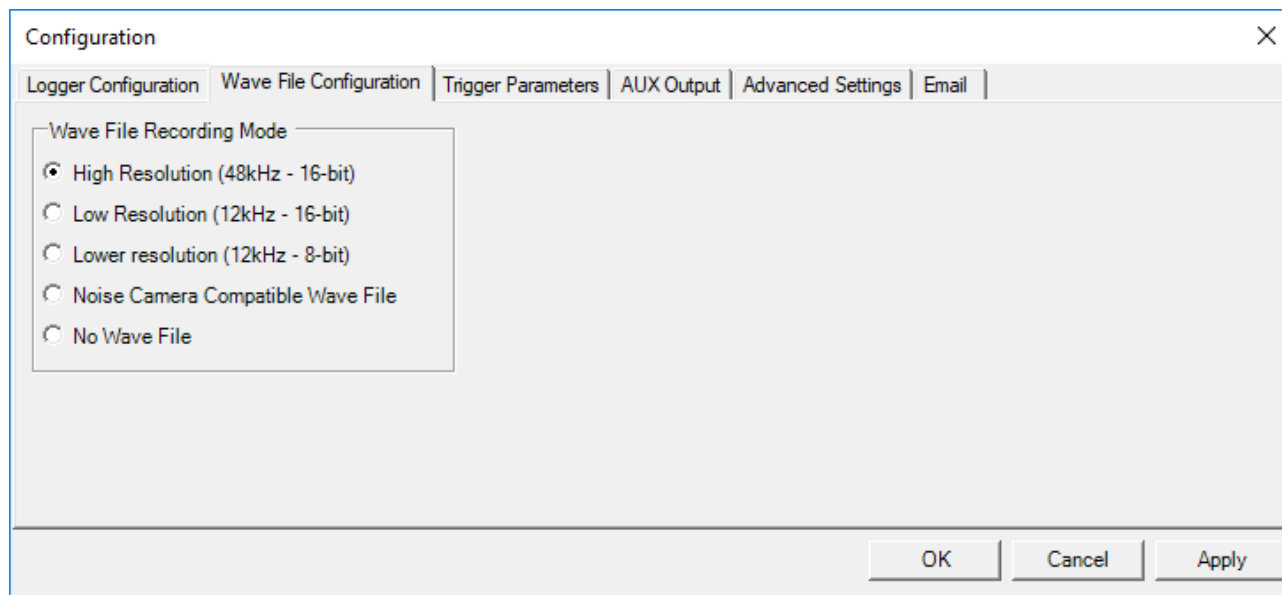 Configuration
Logger Configuration Wave File Configuration Trigger Parameters AUX Output Advanced Settings Email
Wave File Recording Mode
High Resolution (48kHz - 16-bit)
Low Resolution (12kHz - 16-bit)
Lower resolution (12kHz - 8-bit)
Noise Camera Compatible Wave File
No Wave File
OK Cancel Apply